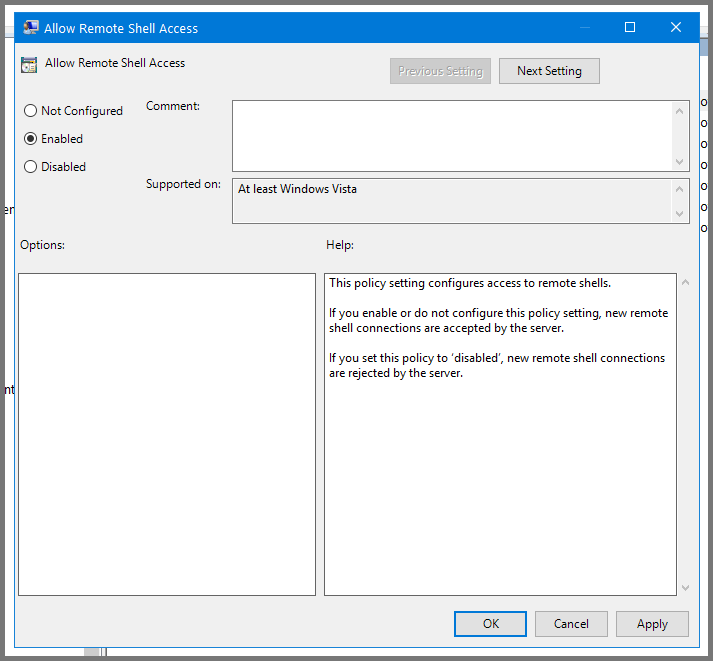 Allow Remote Shell Access
Allow Remote Shell Access
Previous Setting
Next Setting
Not Configured
Enabled
Disabled
Comment:
Supported on:
At least Windows Vista
Options:
Help:
This policy setting configures access to remote shells.
If you enable or do not configure this policy setting, new remote
shell connections are accepted by the server.
If you set this policy to ‘disabled’, new remote shell connections
are rejected by the server.
OK
Cancel
Apply